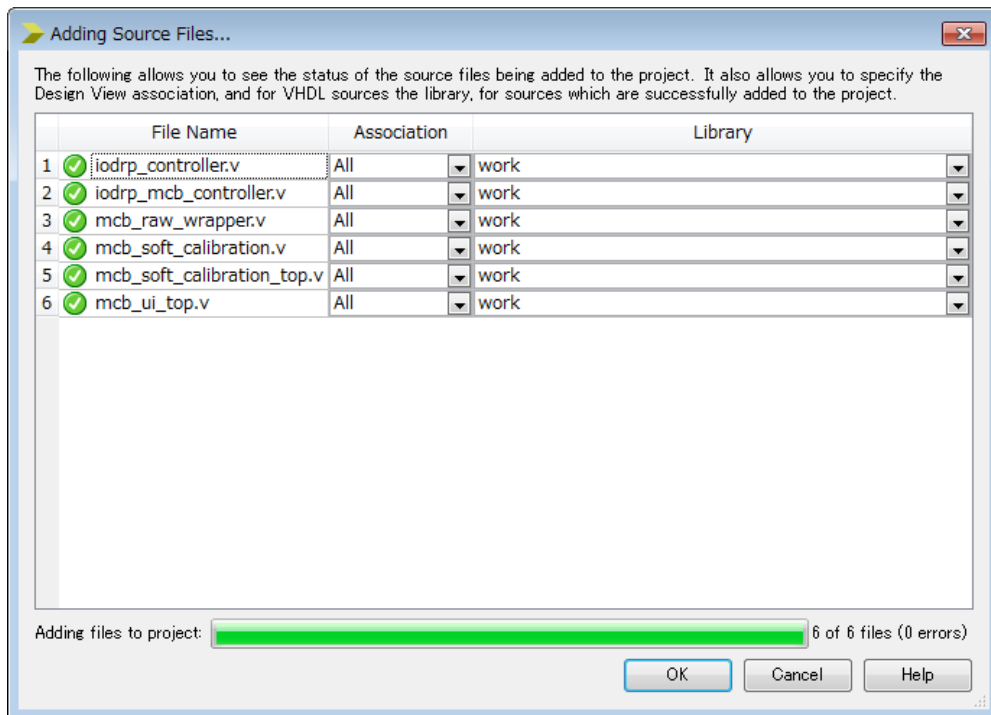 Adding Source Files...
The following allows you to see the status of the source files being added to the project. It also allows you to specify the
Design View association, and for VHDL sources the library, for sources which are successfully added to the project.
File Name Association Library
1 iodrp_controller.v All work
2 iodrp_mcb_controller.v All work
3 mcb_raw_wrapper.v All work
4 mcb_soft_calibration.v All work
5 mcb_soft_calibration_top.v All work
6 mcb_ui_top.v All work
Adding files to project: 6 of 6 files (0 errors)
OK Cancel Help